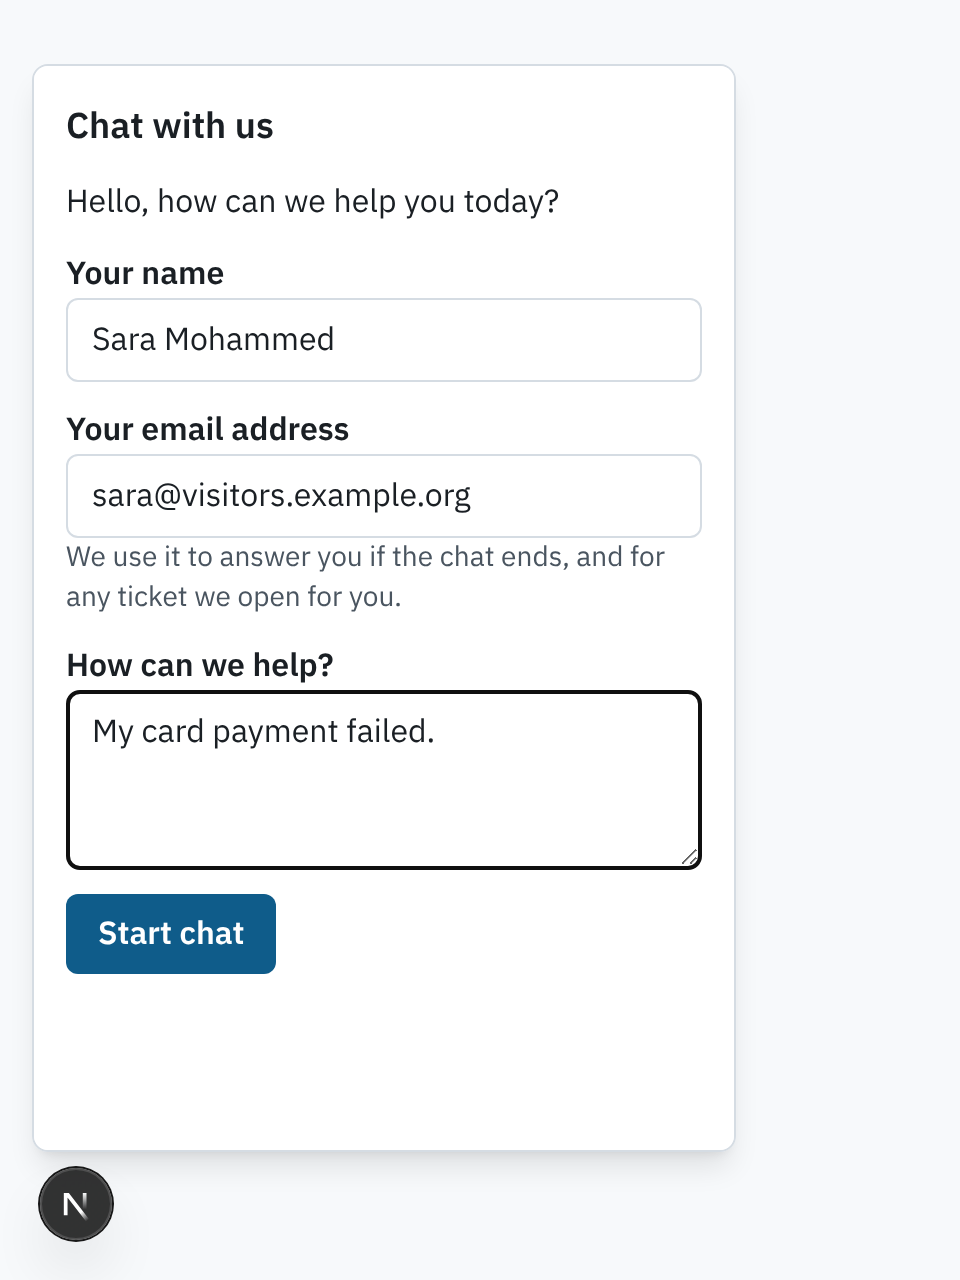 Chat with us
Hello, how can we help you today?
Your name
Sara Mohammed
Your email address
sara@visitors.example.org
We use it to answer you if the chat ends, and for
any ticket we open for you.
How can we help?
My card payment failed.
Start chat
N